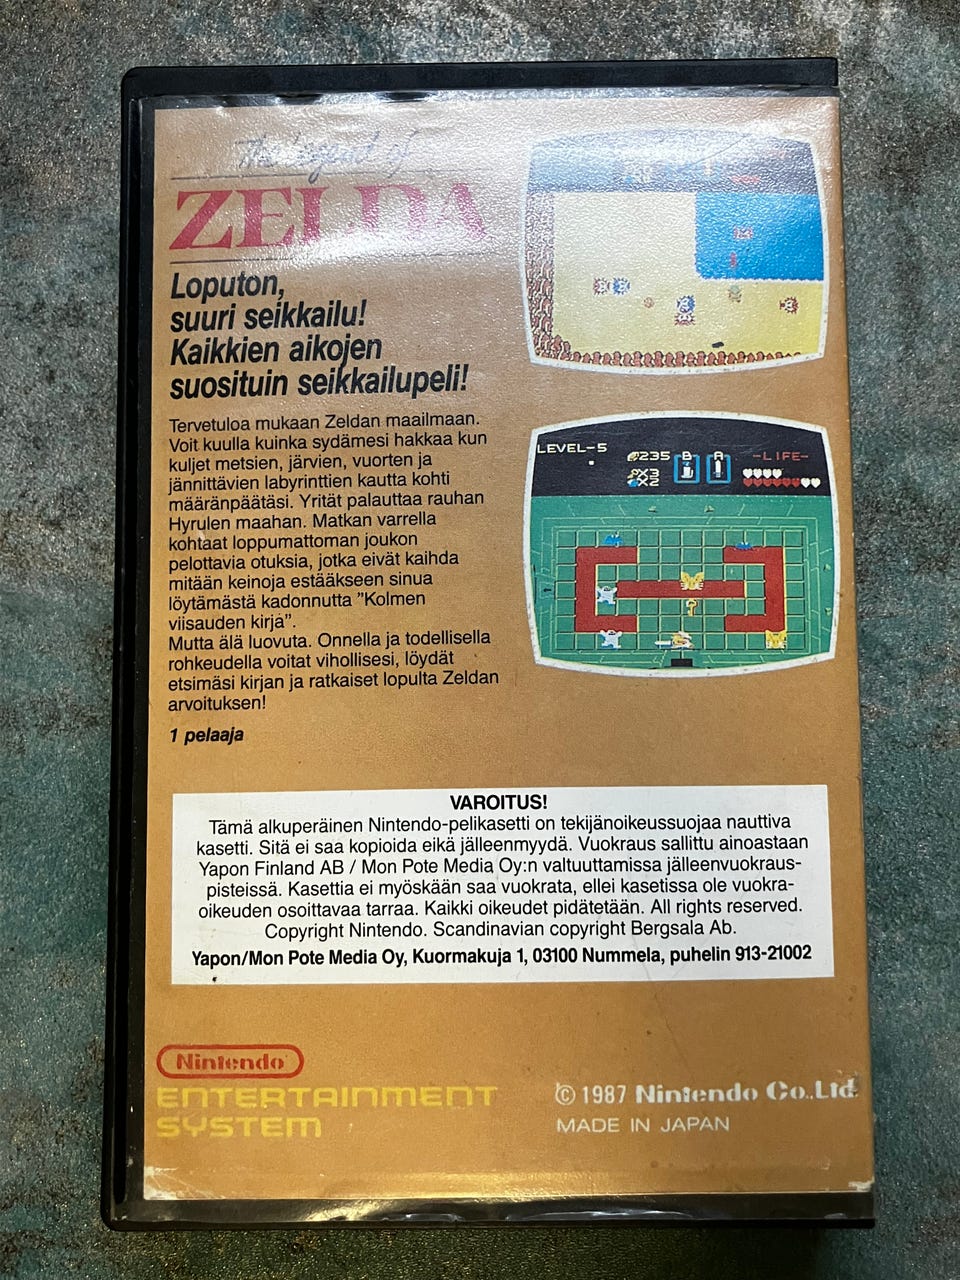 The Legend of
ZELDA
Loputon,
suuri seikkailu!
Kaikkien aikojen
suosituin seikkailupeli!
Tervetuloa mukaan Zeldan maailmaan.
Voit kuulla kuinka sydämesi hakkaa kun
kuljet metsien, järvien, vuorten ja
jännittävien labyrinttien kautta kohti
määränpäätäsi. Yrität palauttaa rauhan
Hyrulen maahan. Matkan varrella
kohtaat loppumattoman joukon
pelottavia otuksia, jotka eivät kaihda
mitään keinoja estääkseen sinua
löytämästä kadonnutta ”Kolmen
viisauden kirja”.
Mutta älä luovuta. Onnella ja todellisella
rohkeudella voitat vihollisesi, löydät
etsimäsi kirjan ja ratkaiset lopulta Zeldan
arvoituksen!
1 pelaaja
LEVEL-5
235 B A -LIFE-
X3
X2
VAROITUS!
Tämä alkuperäinen Nintendo-pelikasetti on tekijänoikeussuojaa nauttiva
kasetti. Sitä ei saa kopioida eikä jälleenmyydä. Vuokraus sallittu ainoastaan
Yapon Finland AB / Mon Pote Media Oy:n valtuuttamissa jälleenvuokraus-
pisteissä. Kasettia ei myöskään saa vuokrata, ellei kasetissa ole vuokra-
oikeuden osoittavaa tarraa. Kaikki oikeudet pidätetään. All rights reserved.
Copyright Nintendo. Scandinavian copyright Bergsala Ab.
Yapon/Mon Pote Media Oy, Kuormakuja 1, 03100 Nummela, puhelin 913-21002
Nintendo
ENTERTAINMENT
SYSTEM
© 1987 Nintendo Co.,Ltd.
MADE IN JAPAN